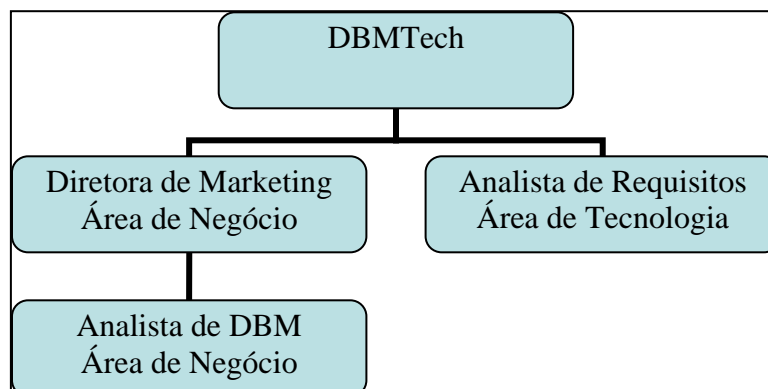 DBMTech
Diretora de Marketing
Área de Negócio
Analista de Requisitos
Área de Tecnologia
Analista de DBM
Área de Negócio